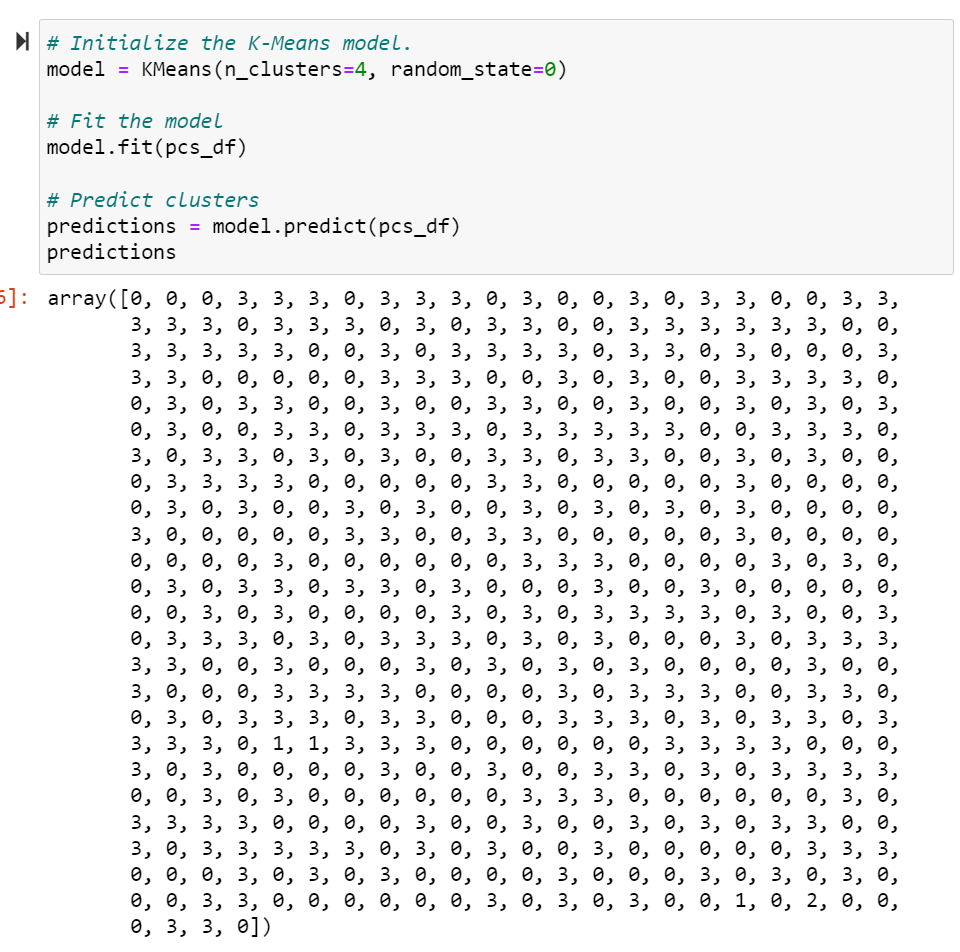 # Initialize the K-Means model.
model = KMeans(n_clusters=4, random_state=0)
# Fit the model
model.fit(pcs_df)
# Predict clusters
predictions = model.predict(pcs_df)
predictions
6]: array([0, 0, 0, 3, 3, 3, 0, 3, 3, 3, 0, 3, 0, 0, 3, 0, 3, 3, 0, 0, 3, 3,
3, 3, 3, 0, 3, 3, 3, 0, 3, 0, 3, 3, 0, 0, 3, 3, 3, 3, 3, 3, 0, 0,
3, 3, 3, 3, 3, 0, 0, 3, 0, 3, 3, 3, 3, 0, 3, 3, 0, 3, 0, 0, 0, 3,
3, 3, 0, 0, 0, 0, 0, 3, 3, 3, 0, 0, 3, 0, 3, 0, 0, 3, 3, 3, 3, 0,
0, 3, 0, 3, 3, 0, 0, 3, 0, 0, 3, 3, 0, 0, 3, 0, 0, 3, 0, 3, 0, 3,
0, 3, 0, 0, 3, 3, 0, 3, 3, 3, 0, 3, 3, 3, 3, 3, 0, 0, 3, 3, 3, 0,
3, 0, 3, 3, 0, 3, 0, 3, 0, 0, 3, 3, 0, 3, 3, 0, 0, 3, 0, 3, 0, 0,
0, 3, 3, 3, 3, 0, 0, 0, 0, 0, 3, 3, 0, 0, 0, 0, 0, 3, 0, 0, 0, 0,
0, 3, 0, 3, 0, 0, 3, 0, 3, 0, 0, 3, 0, 3, 0, 3, 0, 3, 0, 0, 0, 0,
3, 0, 0, 0, 0, 0, 3, 3, 0, 0, 3, 3, 0, 0, 0, 0, 0, 3, 0, 0, 0, 0,
0, 0, 0, 0, 3, 0, 0, 0, 0, 0, 0, 3, 3, 3, 0, 0, 0, 0, 3, 0, 3, 0,
0, 3, 0, 3, 3, 0, 3, 3, 0, 3, 0, 0, 0, 3, 0, 0, 3, 0, 0, 0, 0, 0,
0, 0, 3, 0, 3, 0, 0, 0, 0, 3, 0, 3, 0, 3, 3, 3, 3, 0, 3, 0, 0, 3,
0, 3, 3, 3, 0, 3, 0, 3, 3, 3, 0, 3, 0, 3, 0, 0, 0, 3, 0, 3, 3, 3,
3, 3, 0, 0, 3, 0, 0, 0, 3, 0, 3, 0, 3, 0, 3, 0, 0, 0, 0, 3, 0, 0,
3, 0, 0, 0, 3, 3, 3, 3, 0, 0, 0, 0, 3, 0, 3, 3, 3, 0, 0, 3, 3, 0,
0, 3, 0, 3, 3, 3, 0, 3, 3, 0, 0, 0, 3, 3, 3, 0, 3, 0, 3, 3, 0, 3,
3, 3, 3, 0, 1, 1, 3, 3, 3, 0, 0, 0, 0, 0, 0, 3, 3, 3, 3, 0, 0, 0,
3, 0, 3, 0, 0, 0, 0, 3, 0, 0, 3, 0, 0, 3, 3, 0, 3, 0, 3, 3, 3, 3,
0, 0, 3, 0, 3, 0, 0, 0, 0, 0, 0, 3, 3, 3, 0, 0, 0, 0, 0, 0, 3, 0,
3, 3, 3, 3, 0, 0, 0, 0, 3, 0, 0, 3, 0, 0, 3, 0, 3, 0, 3, 3, 0, 0,
3, 0, 3, 3, 3, 3, 3, 0, 3, 0, 3, 0, 0, 3, 0, 0, 0, 0, 0, 3, 3, 3,
0, 0, 0, 3, 0, 3, 0, 3, 0, 0, 0, 0, 3, 0, 0, 0, 3, 0, 3, 0, 3, 0,
0, 0, 3, 3, 0, 0, 0, 0, 0, 0, 3, 0, 3, 0, 3, 0, 0, 1, 0, 2, 0, 0,
0, 3, 3, 0])